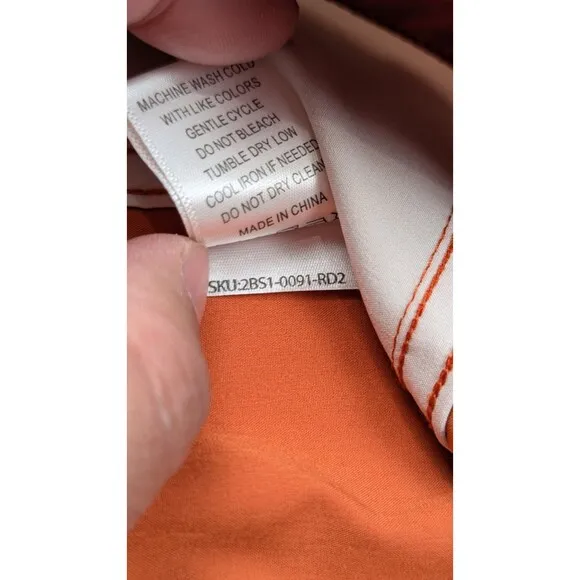 MACHINE WASH COLD
WITH LIKE COLORS
GENTLE CYCLE
DO NOT BLEACH
TUMBLE DRY LOW
COOL IRON IF NEEDED
DO NOT DRY CLEAN
MADE IN CHINA
SKU:2BS1-0091-RD2